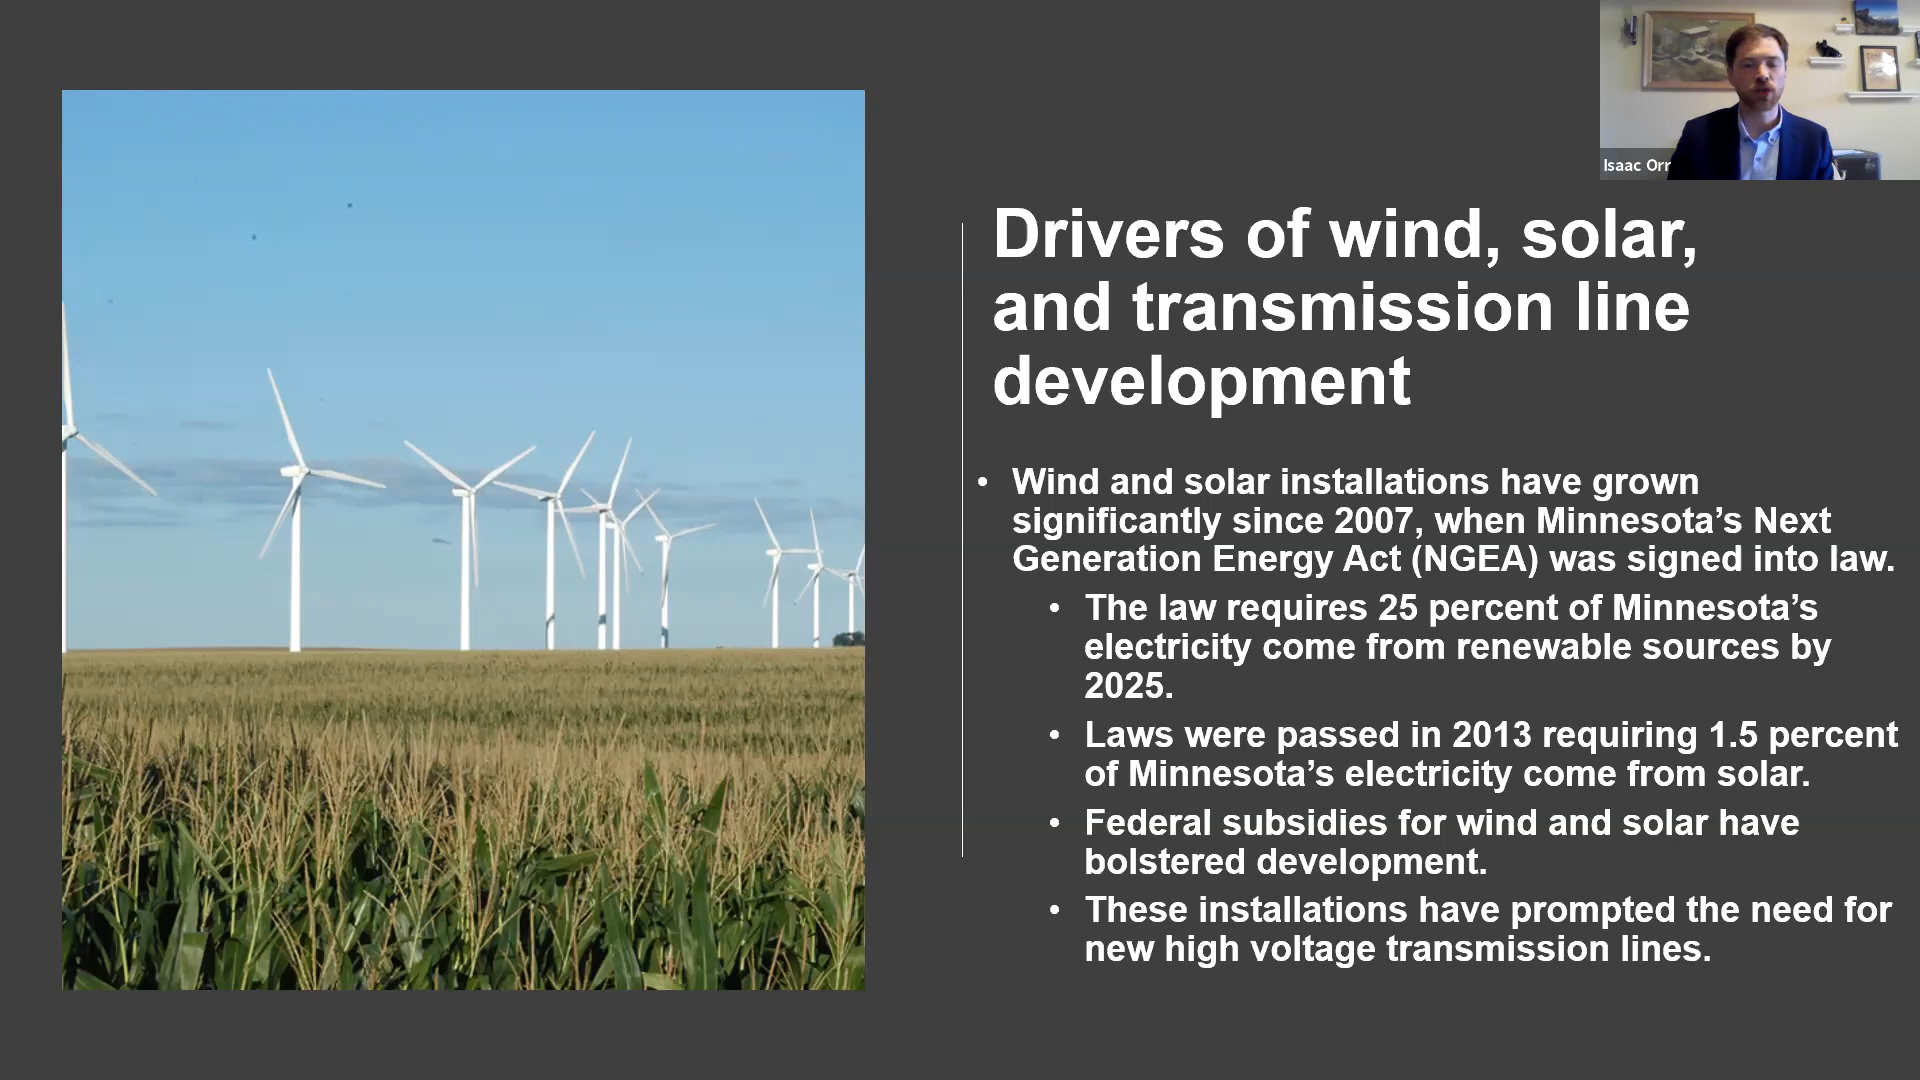 Isaac Orr
Drivers of wind, solar,
and transmission line
development
• Wind and solar installations have grown
significantly since 2007, when Minnesota’s Next
Generation Energy Act (NGEA) was signed into law.
• The law requires 25 percent of Minnesota’s
electricity come from renewable sources by
2025.
• Laws were passed in 2013 requiring 1.5 percent
of Minnesota’s electricity come from solar.
• Federal subsidies for wind and solar have
bolstered development.
• These installations have prompted the need for
new high voltage transmission lines.